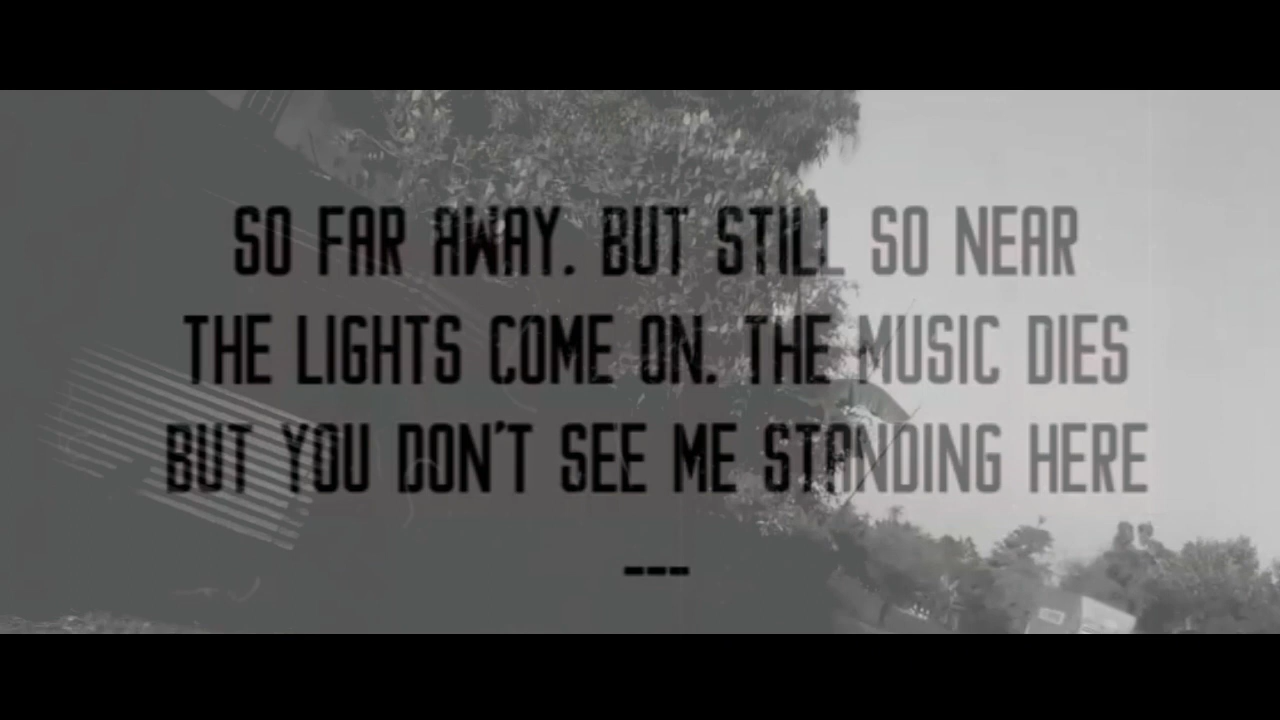 SO FAR AWAY. BUT STILL SO NEAR
THE LIGHTS COME ON. THE MUSIC DIES
BUT YOU DON'T SEE ME STANDING HERE
---